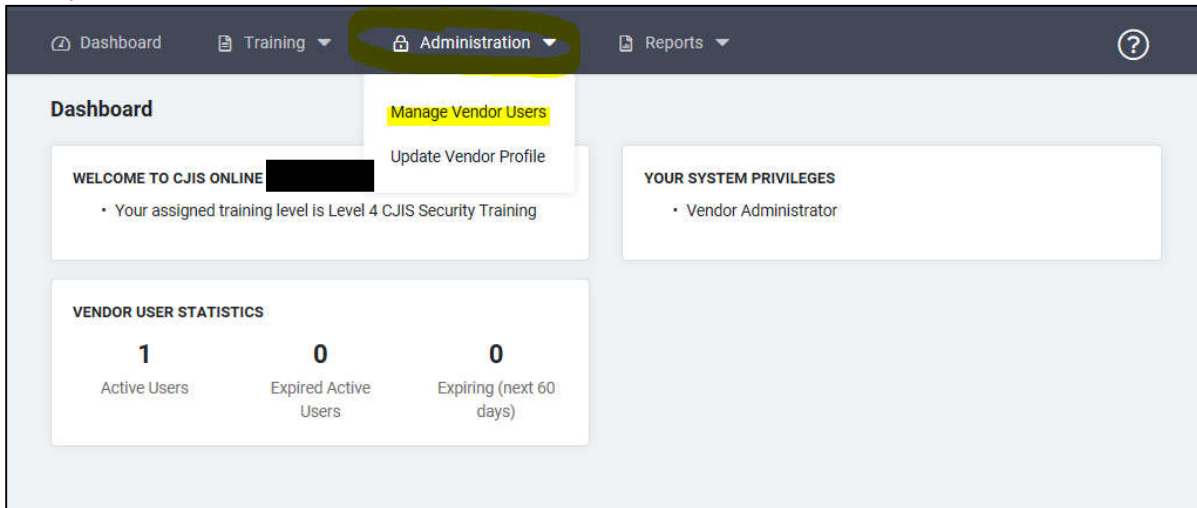 Dashboard Training Administration Reports ?
Manage Vendor Users
Update Vendor Profile
Dashboard
WELCOME TO CJIS ONLINE
• Your assigned training level is Level 4 CJIS Security Training
YOUR SYSTEM PRIVILEGES
• Vendor Administrator
VENDOR USER STATISTICS
1 0 0
Active Users Expired Active Expiring (next 60
Users days)